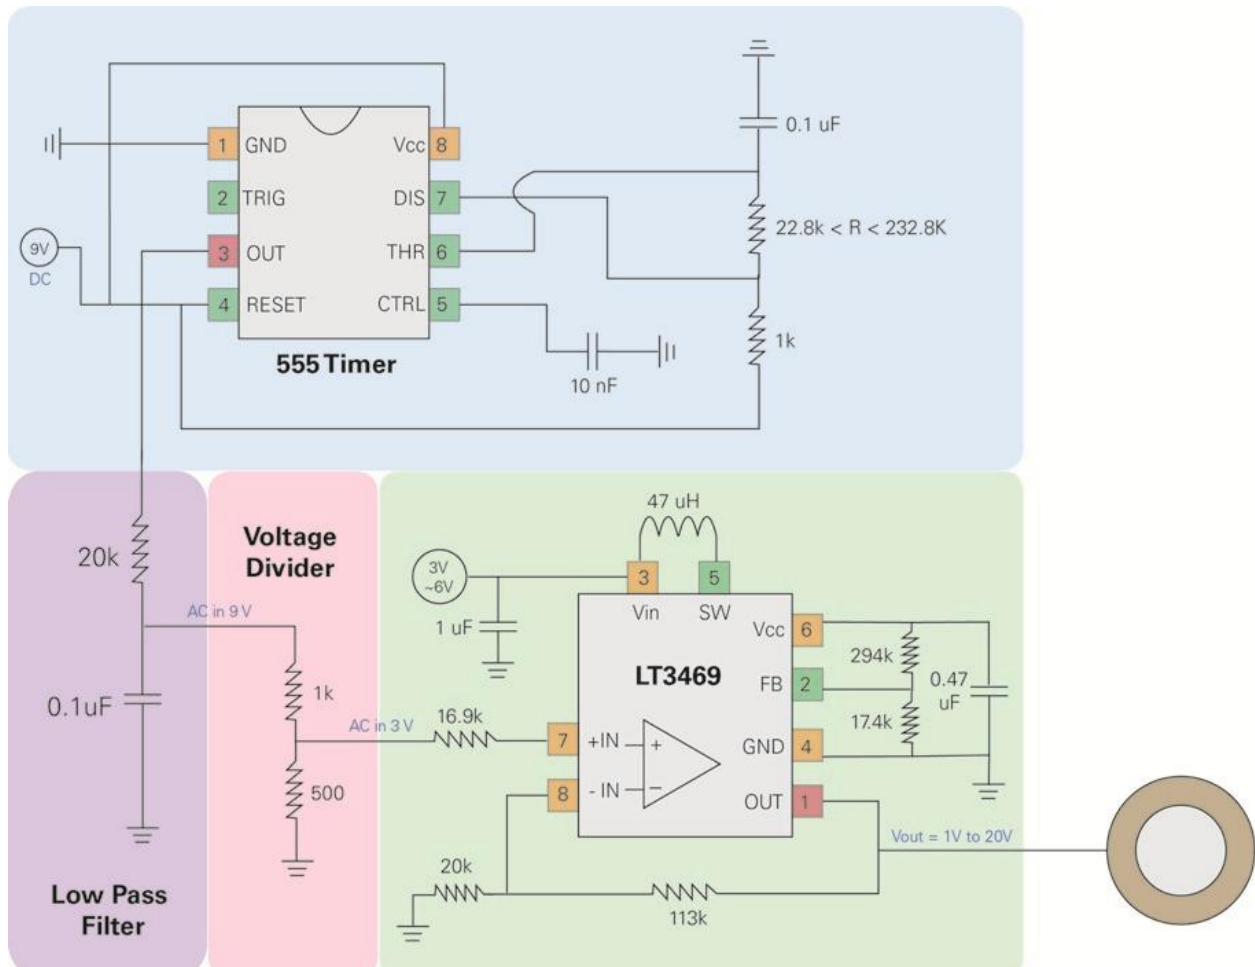 0.1 uF
1 GND
Vcc 8
2 TRIG
DIS 7
22.8k < R < 232.8K
9V
DC
3 OUT
THR 6
4 RESET
CTRL 5
1k
555 Timer
10 nF
20k
0.1uF
Low Pass
Filter
Voltage
Divider
AC in 9 V
1k
AC in 3 V
500
47 uH
3V
~6V
3
5
Vin
SW
1 uF
LT3469
Vcc 6
294k
FB 2
0.47
uF
17.4k
16.9k
7 +IN
+
GND 4
8 - IN
−
OUT 1
Vout = 1V to 20V
20k
113k